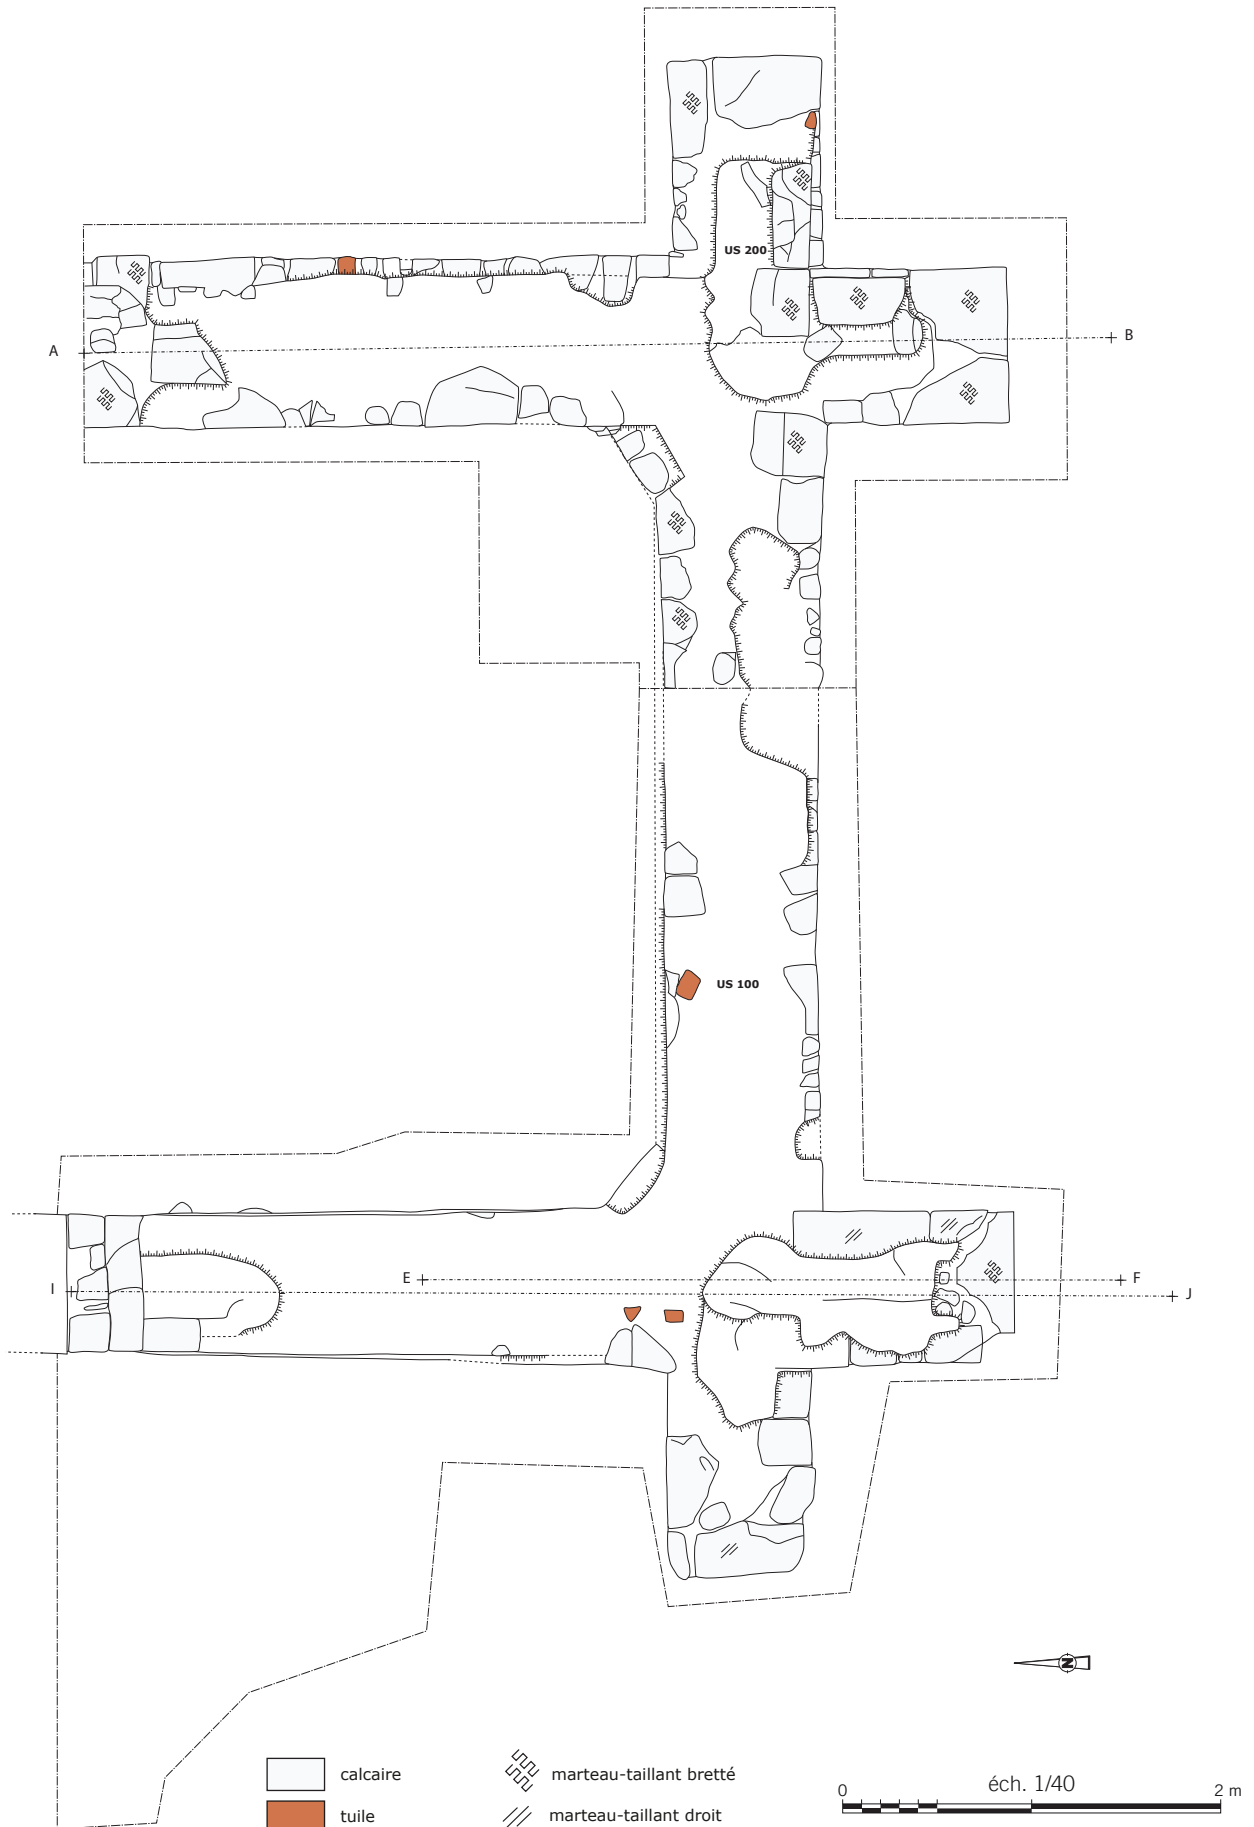 US 200
A
B
US 100
E
F
I
J
N
calcaire
marteau-taillant bretté
tuile
marteau-taillant droit
éch. 1/40
0
2 m